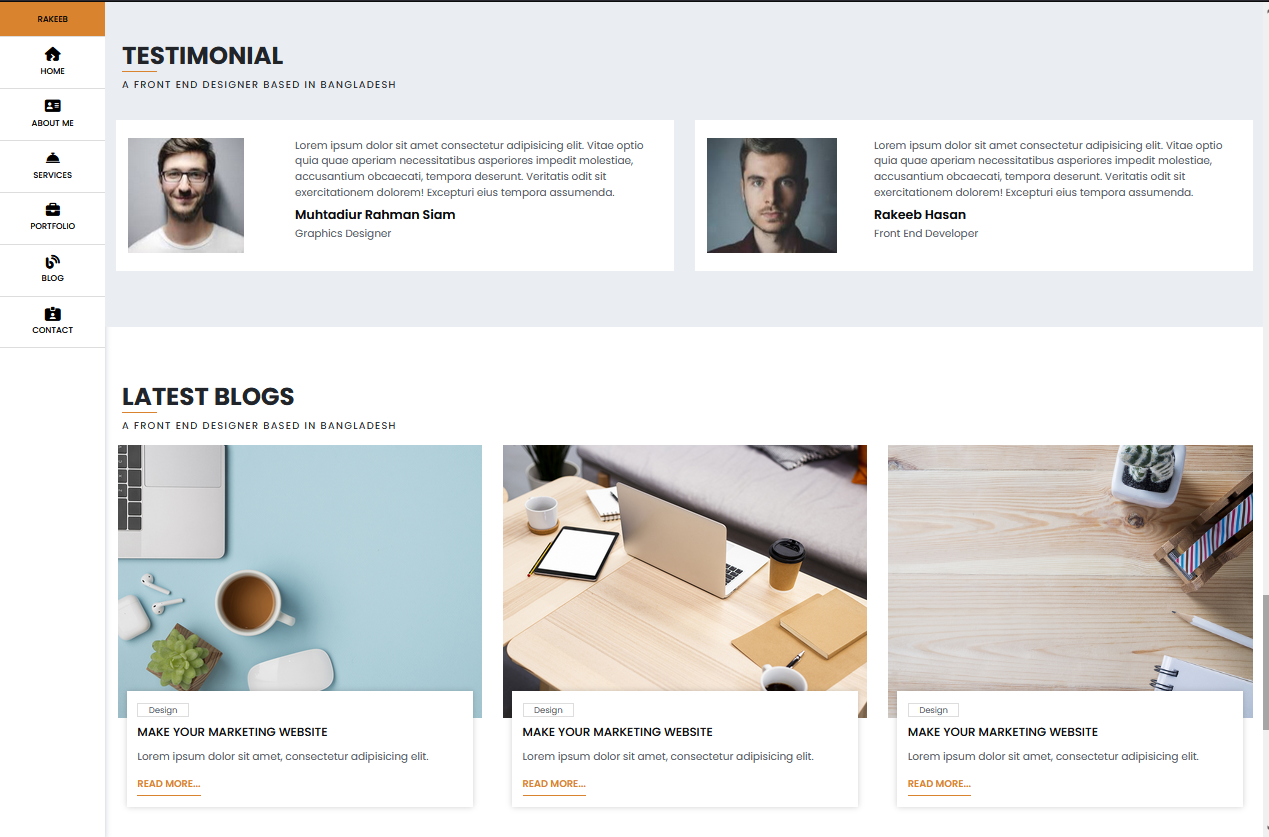 RAKEEB
HOME
ABOUT ME
SERVICES
PORTFOLIO
BLOG
CONTACT
TESTIMONIAL
A FRONT END DESIGNER BASED IN BANGLADESH
Lorem ipsum dolor sit amet consectetur adipisicing elit. Vitae optio
quia quae aperiam necessitatibus asperiores impedit molestiae,
accusantium obcaecati, tempora deserunt. Veritatis odit sit
exercitationem dolorem! Excepturi eius tempora assumenda.
Muhtadiur Rahman Siam
Graphics Designer
Lorem ipsum dolor sit amet consectetur adipisicing elit. Vitae optio
quia quae aperiam necessitatibus asperiores impedit molestiae,
accusantium obcaecati, tempora deserunt. Veritatis odit sit
exercitationem dolorem! Excepturi eius tempora assumenda.
Rakeeb Hasan
Front End Developer
LATEST BLOGS
A FRONT END DESIGNER BASED IN BANGLADESH
Design
MAKE YOUR MARKETING WEBSITE
Lorem ipsum dolor sit amet, consectetur adipisicing elit.
READ MORE...
Design
MAKE YOUR MARKETING WEBSITE
Lorem ipsum dolor sit amet, consectetur adipisicing elit.
READ MORE...
Design
MAKE YOUR MARKETING WEBSITE
Lorem ipsum dolor sit amet, consectetur adipisicing elit.
READ MORE...